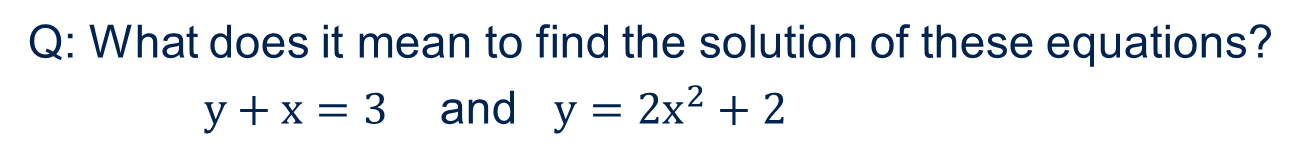 Q: What does it mean to find the solution of these equations?
y + x = 3 and y = 2x² + 2